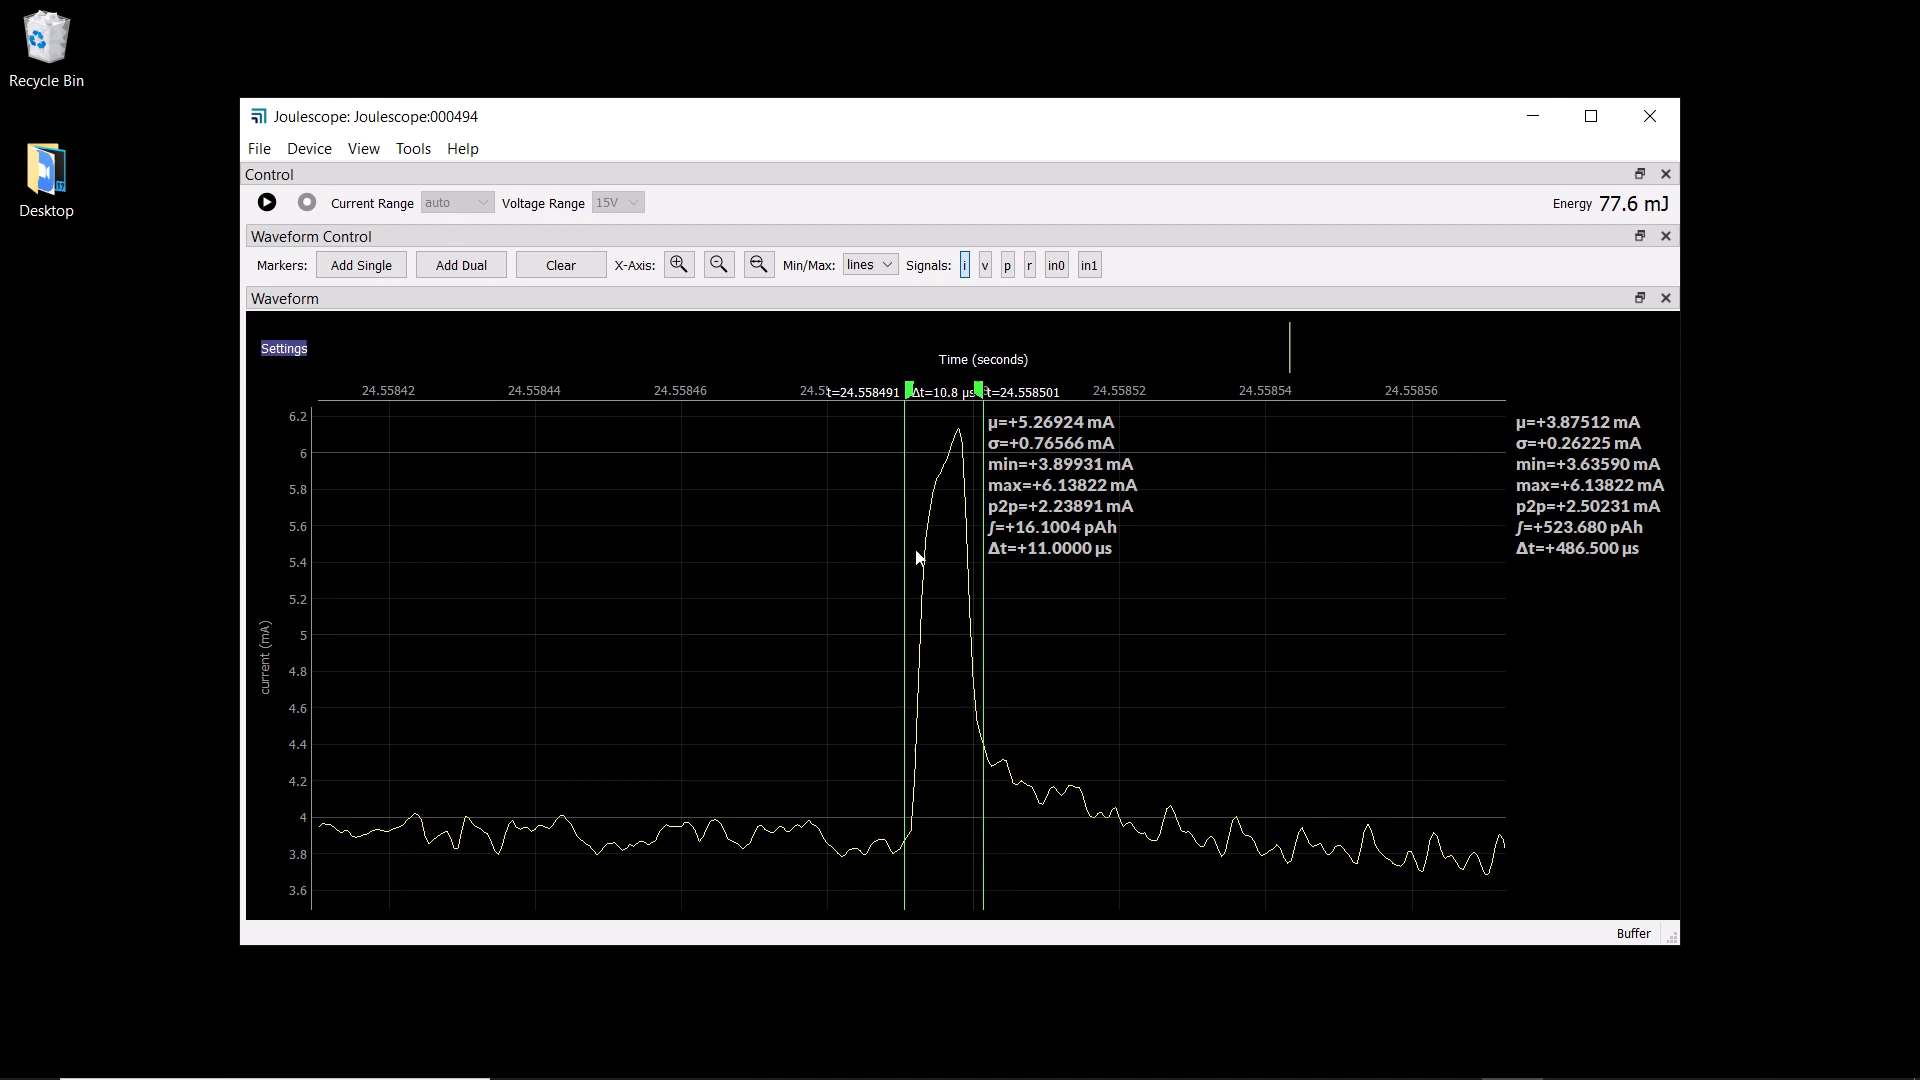 Recycle Bin
Desktop
Joulescope: Joulescope:000494
File Device View Tools Help
Control
Current Range auto Voltage Range 15V Energy 77.6 mJ
Waveform Control
Markers: Add Single Add Dual Clear X-Axis: Min/Max: lines Signals: i v p r in0 in1
Waveform
Settings
Time (seconds)
24.55842 24.55844 24.55846 24.5 t=24.558491 Δt=10.8 µs t=24.558501 24.55852 24.55854 24.55856
6.2
6
5.8
5.6
5.4
5.2
5
4.8
4.6
4.4
4.2
4
3.8
3.6
current (mA)
µ=+5.26924 mA
σ=+0.76566 mA
min=+3.89931 mA
max=+6.13822 mA
p2p=+2.23891 mA
∫=+16.1004 pAh
Δt=+11.0000 µs
µ=+3.87512 mA
σ=+0.26225 mA
min=+3.63590 mA
max=+6.13822 mA
p2p=+2.50231 mA
∫=+523.680 pAh
Δt=+486.500 µs
Buffer